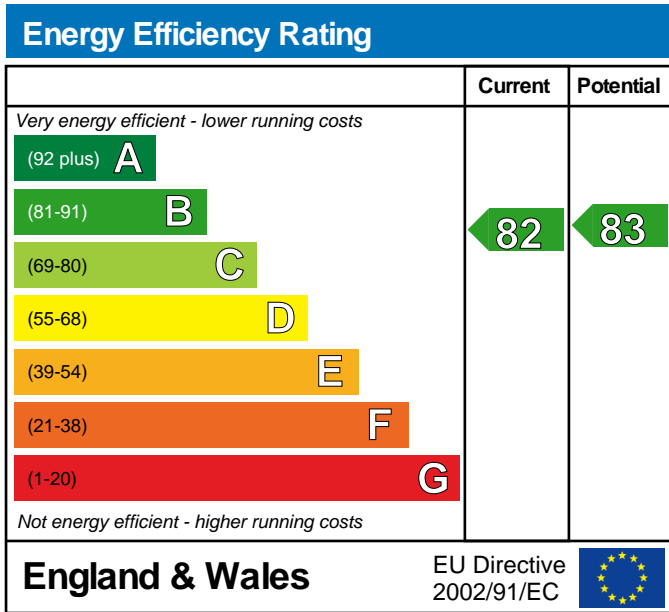 Energy Efficiency Rating
Current Potential
Very energy efficient - lower running costs
(92 plus) A
(81-91) B
82 83
(69-80) C
(55-68) D
(39-54) E
(21-38) F
(1-20) G
Not energy efficient - higher running costs
England & Wales
EU Directive
2002/91/EC